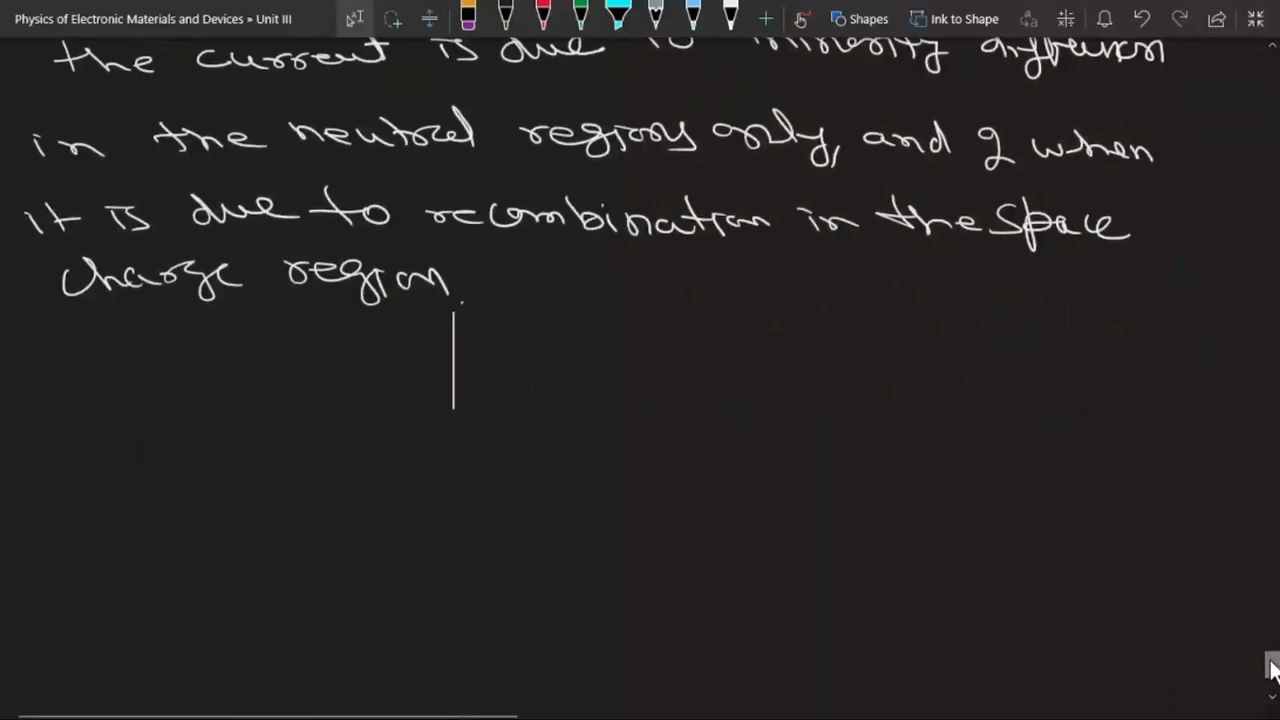 Physics of Electronic Materials and Devices » Unit III
Shapes
Ink to Shape
the current is due to minority diffusion
in the neutral regions only, and 2 when
it is due to recombination in the space
charge region.